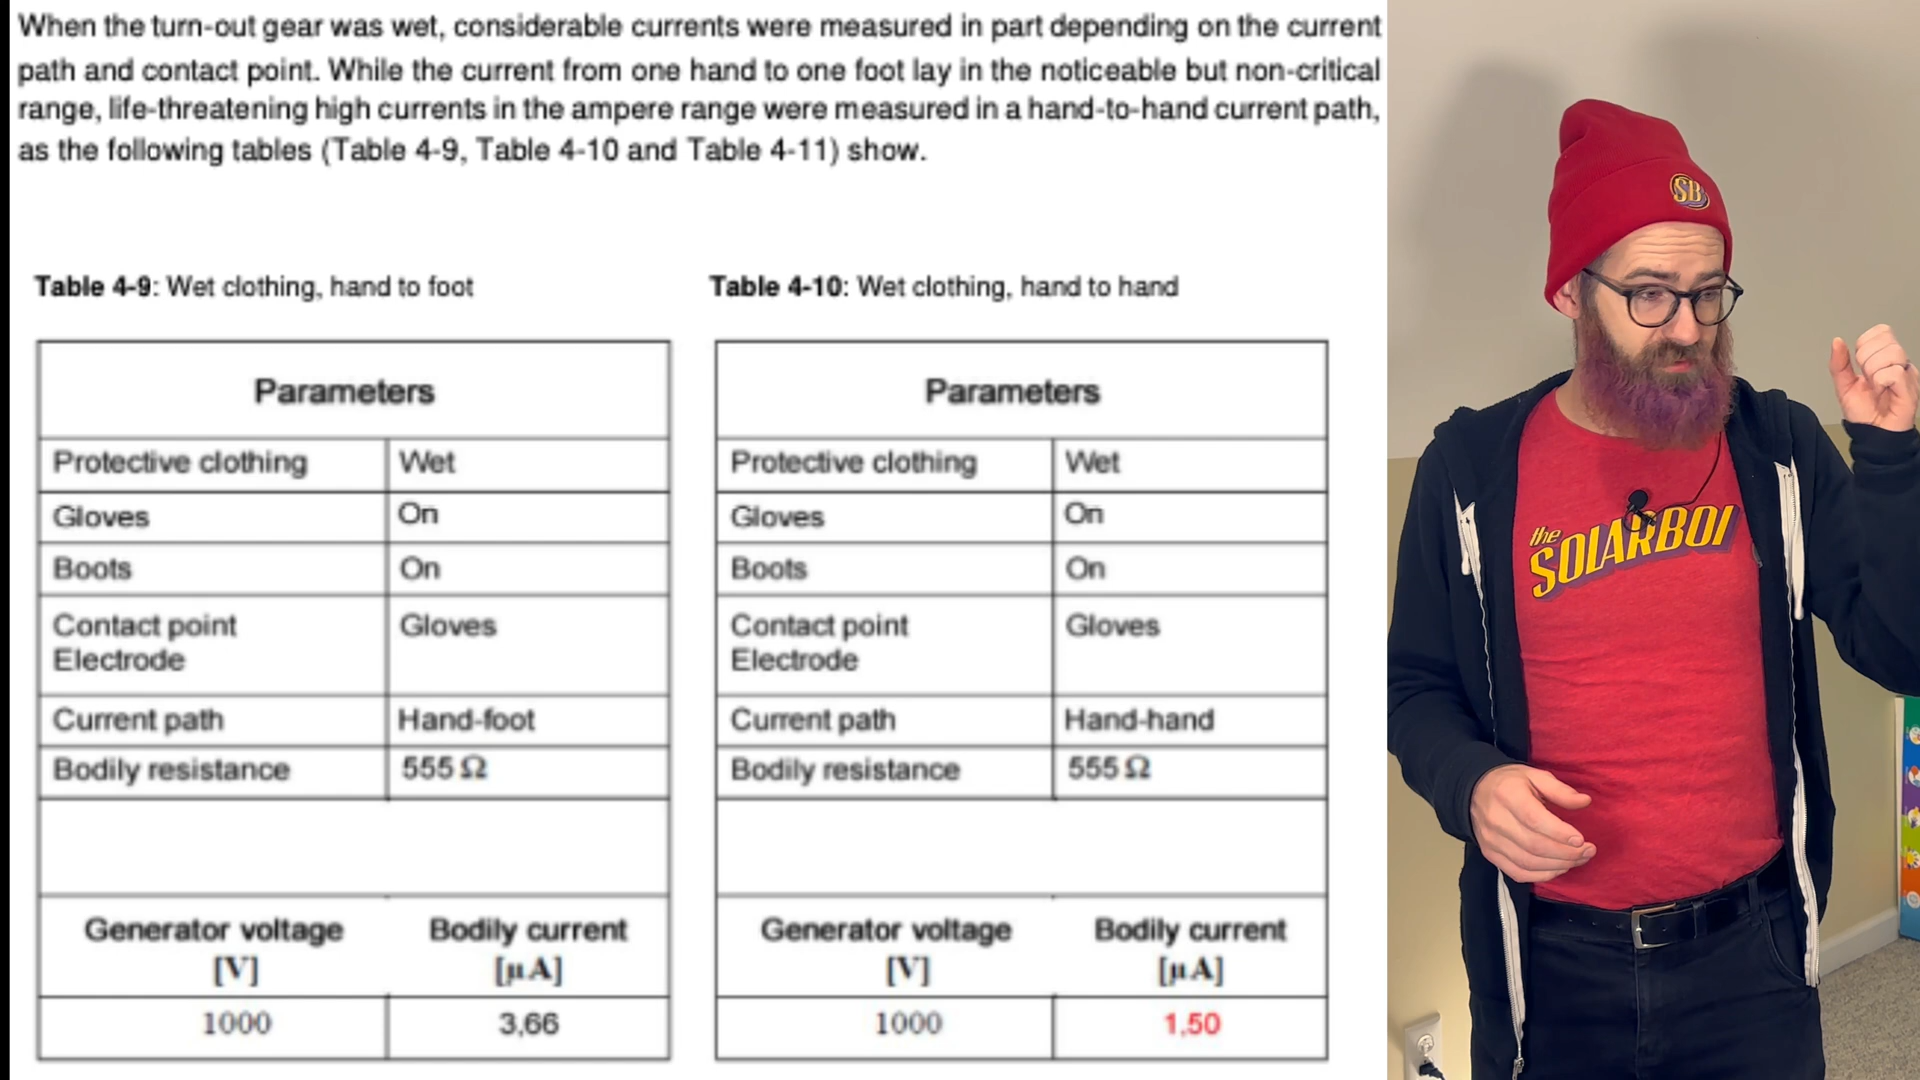 When the turn-out gear was wet, considerable currents were measured in part depending on the current
path and contact point. While the current from one hand to one foot lay in the noticeable but non-critical
range, life-threatening high currents in the ampere range were measured in a hand-to-hand current path,
as the following tables (Table 4-9, Table 4-10 and Table 4-11) show.
Table 4-9: Wet clothing, hand to foot
Parameters
Protective clothing Wet
Gloves On
Boots On
Contact point Gloves
Electrode
Current path Hand-foot
Bodily resistance 555 Ω
Generator voltage Bodily current
[V] [µA]
1000 3,66
Table 4-10: Wet clothing, hand to hand
Parameters
Protective clothing Wet
Gloves On
Boots On
Contact point Gloves
Electrode
Current path Hand-hand
Bodily resistance 555 Ω
Generator voltage Bodily current
[V] [µA]
1000 1,50
SB
the
SOLARBOI